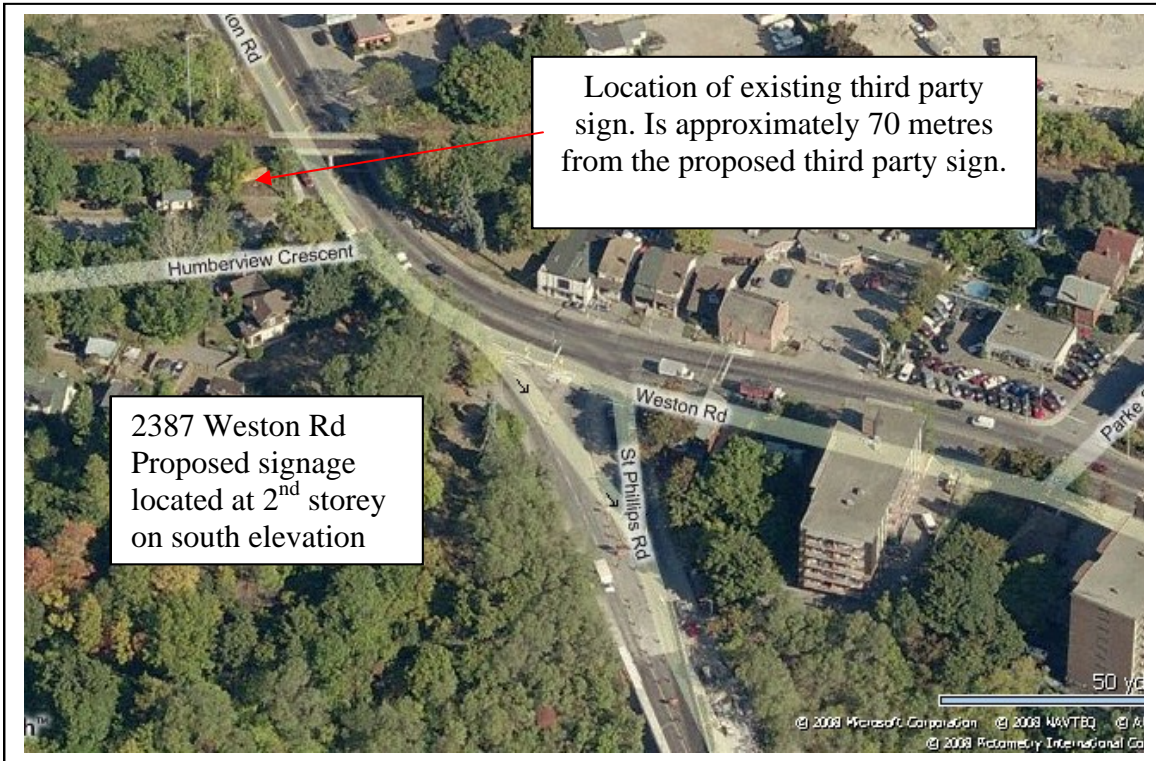 on Rd
Location of existing third party
sign. Is approximately 70 metres
from the proposed third party sign.
Humberview Crescent
2387 Weston Rd
Proposed signage
located at 2nd storey
on south elevation
Weston Rd
St Phillips Rd
Parke
50 y
© 2008 Microsoft Corporation © 2008 NAVTEQ © A
© 2008 Pictometry International Co